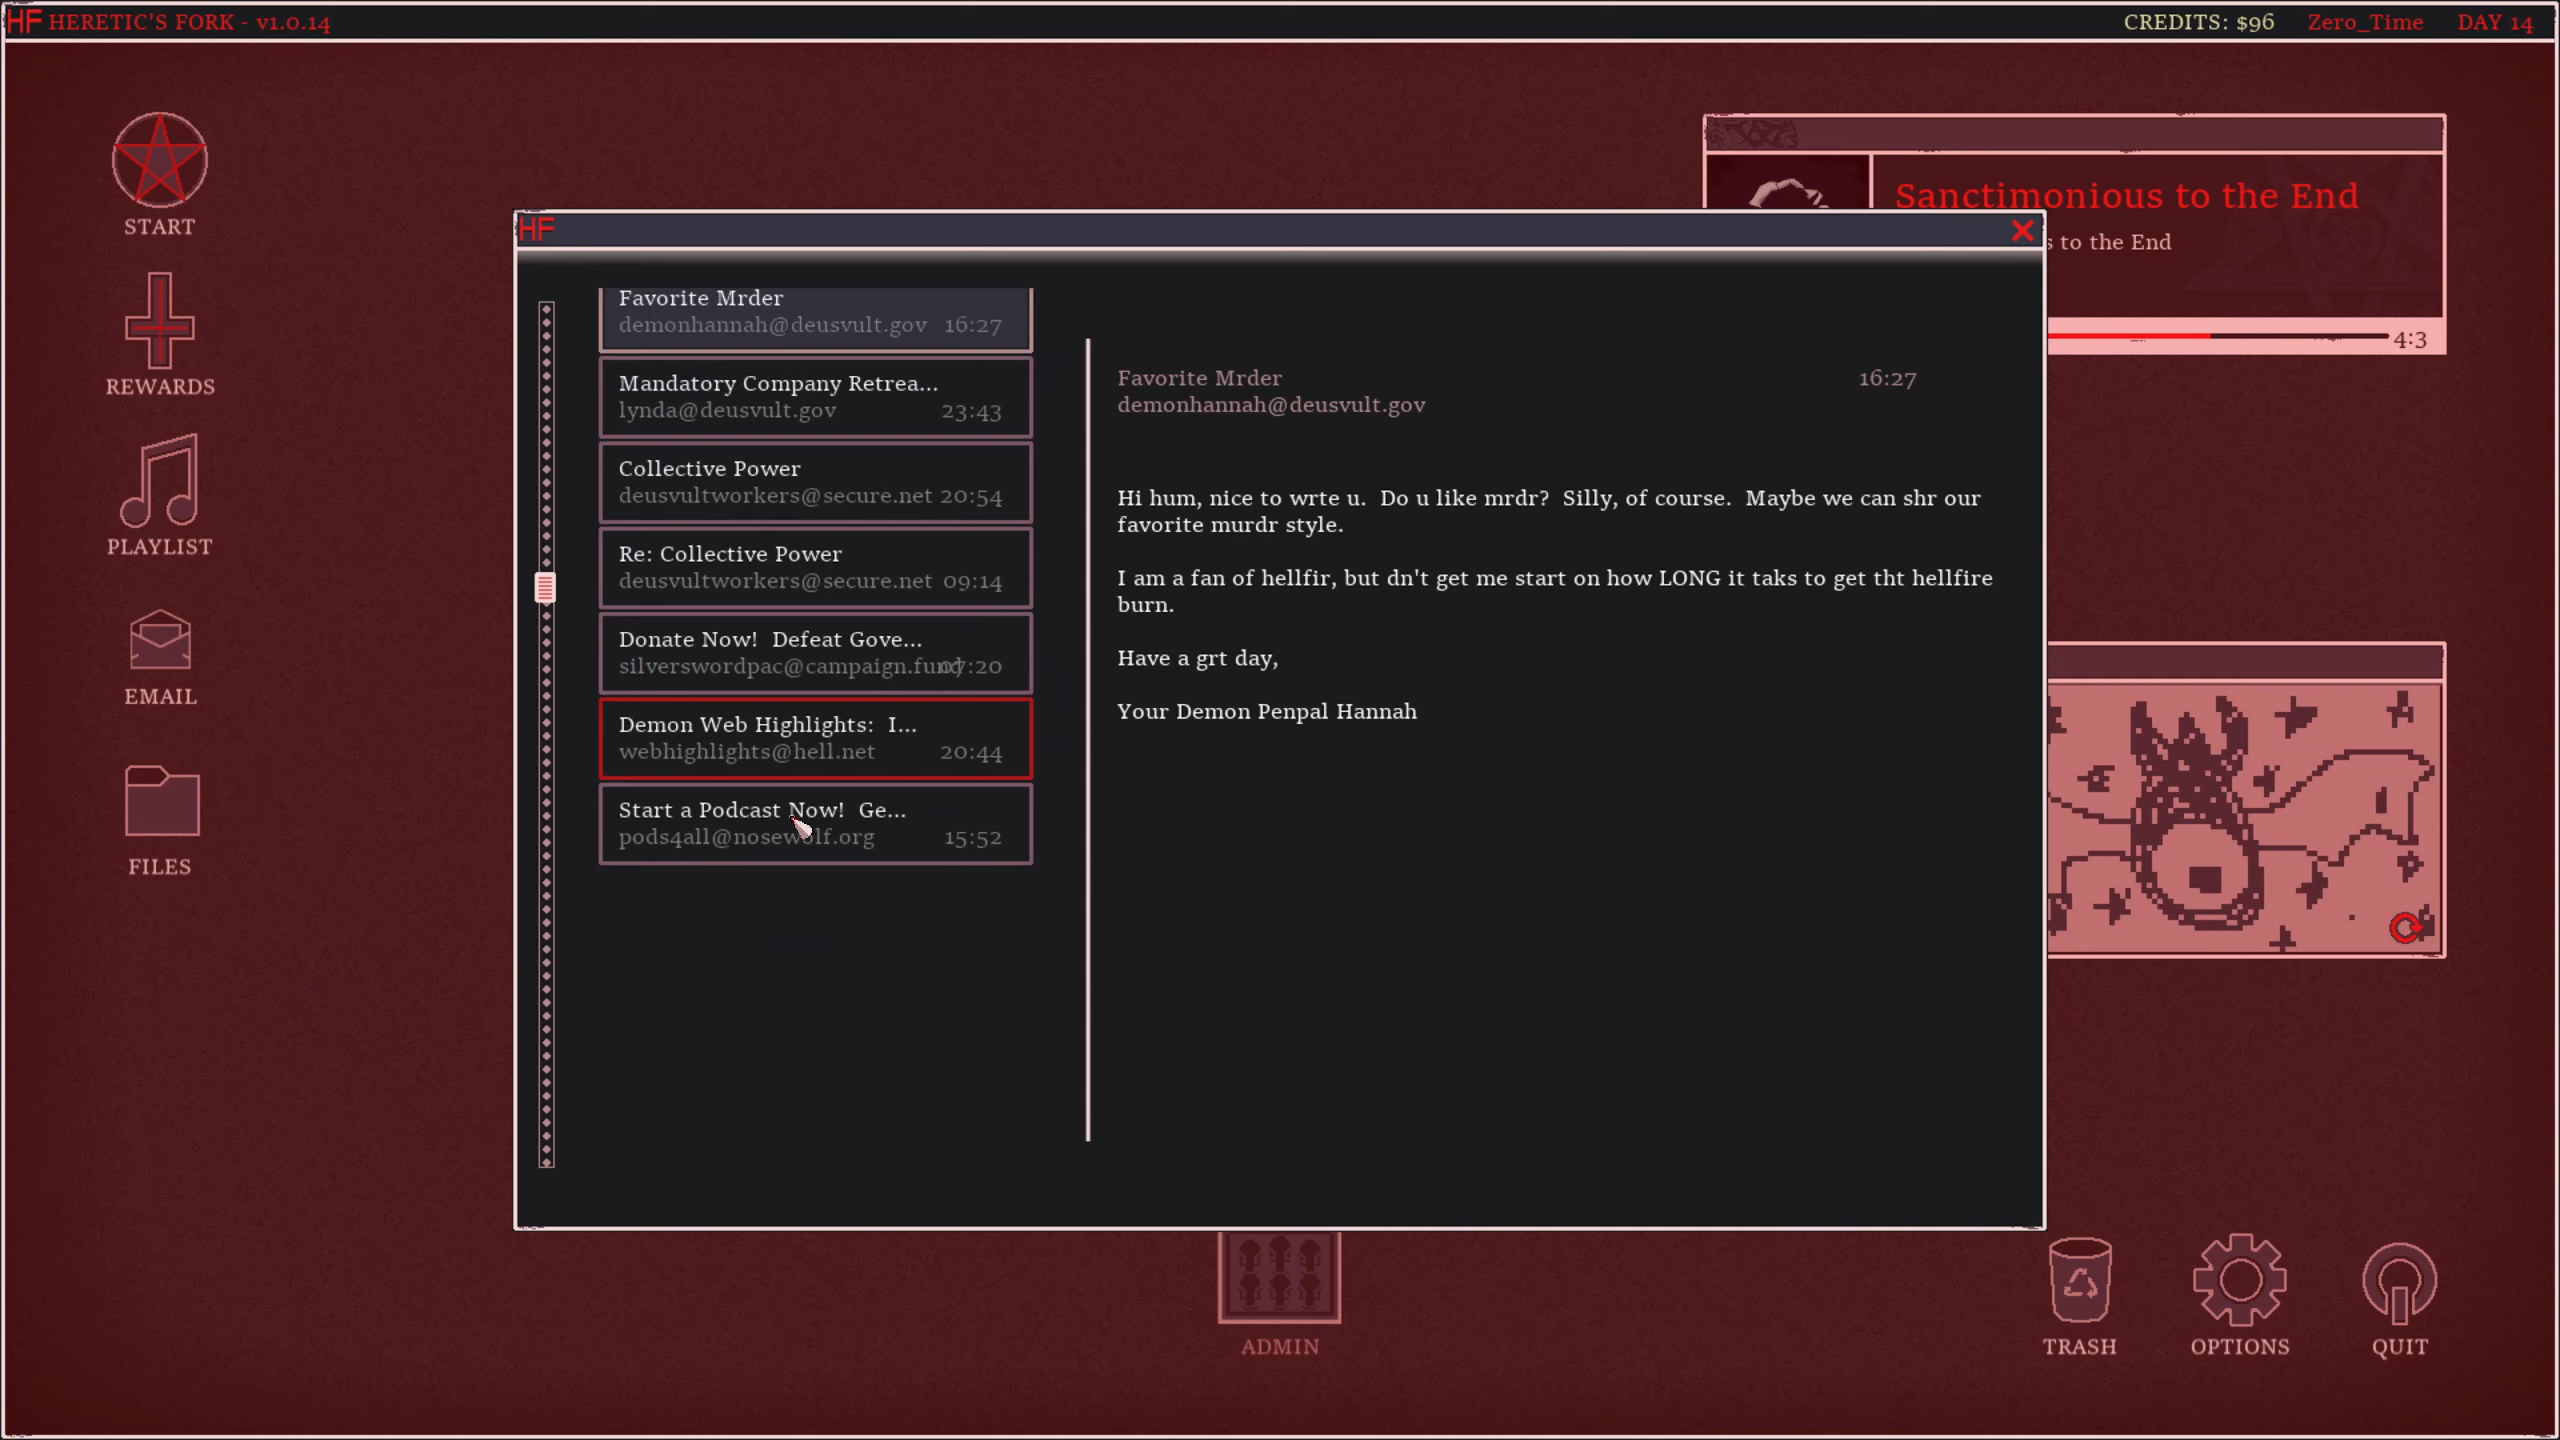 HF HERETIC'S FORK - v1.0.14
CREDITS: $96 Zero_Time DAY 14
START
REWARDS
PLAYLIST
EMAIL
FILES
Sanctimonious to the End
s to the End
4:3
HF
Favorite Mrder
demonhannah@deusvult.gov 16:27
Mandatory Company Retrea...
lynda@deusvult.gov 23:43
Collective Power
deusvultworkers@secure.net 20:54
Re: Collective Power
deusvultworkers@secure.net 09:14
Donate Now!  Defeat Gove...
silverswordpac@campaign.fund 07:20
Demon Web Highlights:  I...
webhighlights@hell.net 20:44
Start a Podcast Now!  Ge...
pods4all@nosewolf.org 15:52
Favorite Mrder 16:27
demonhannah@deusvult.gov
Hi hum, nice to wrte u.  Do u like mrdr?  Silly, of course.  Maybe we can shr our
favorite murdr style.
I am a fan of hellfir, but dn't get me start on how LONG it taks to get tht hellfire
burn.
Have a grt day,
Your Demon Penpal Hannah
ADMIN
TRASH
OPTIONS
QUIT